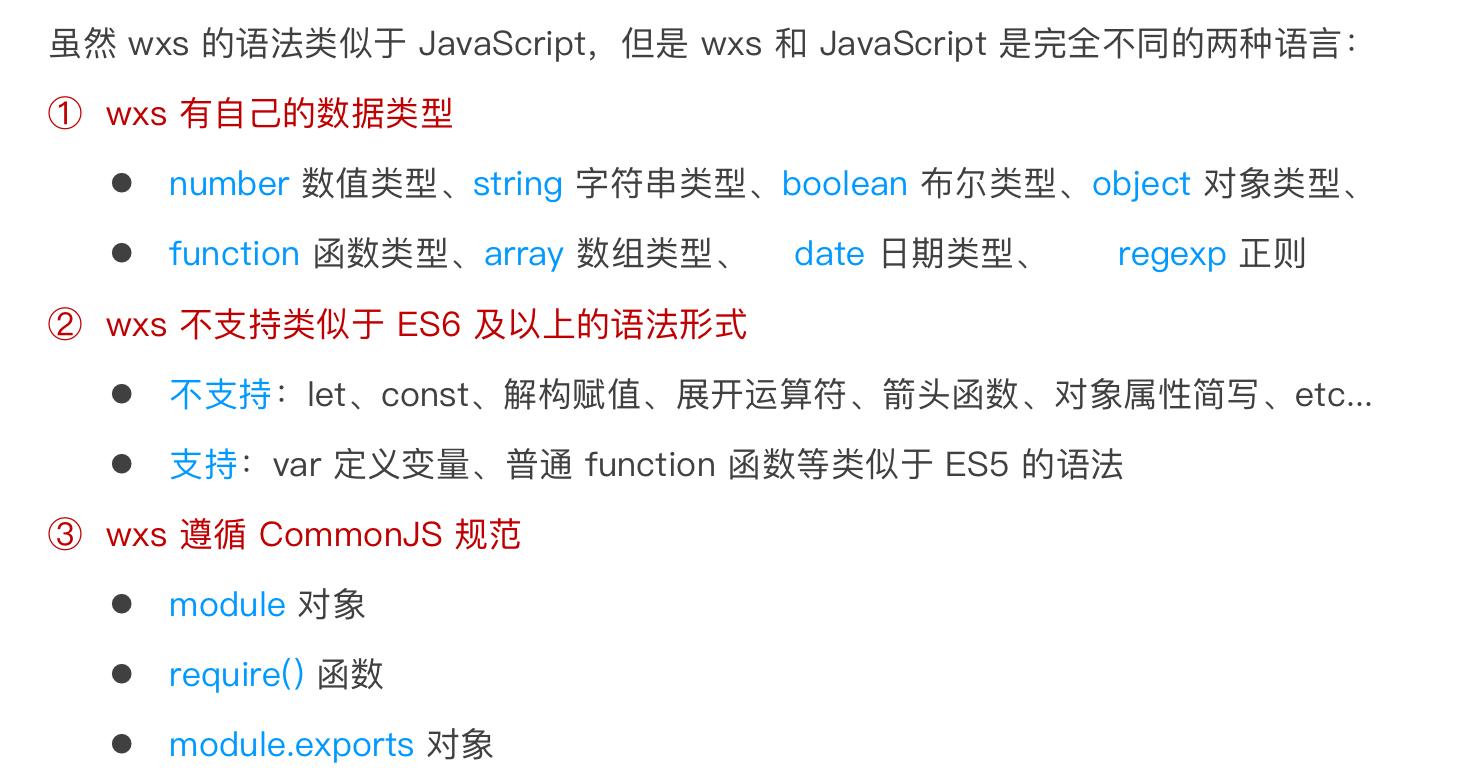 虽然 wxs 的语法类似于 JavaScript，但是 wxs 和 JavaScript 是完全不同的两种语言：
① wxs 有自己的数据类型
● number 数值类型、string 字符串类型、boolean 布尔类型、object 对象类型、
● function 函数类型、array 数组类型、 date 日期类型、 regexp 正则
② wxs 不支持类似于 ES6 及以上的语法形式
● 不支持：let、const、解构赋值、展开运算符、箭头函数、对象属性简写、etc...
● 支持：var 定义变量、普通 function 函数等类似于 ES5 的语法
③ wxs 遵循 CommonJS 规范
● module 对象
● require() 函数
● module.exports 对象